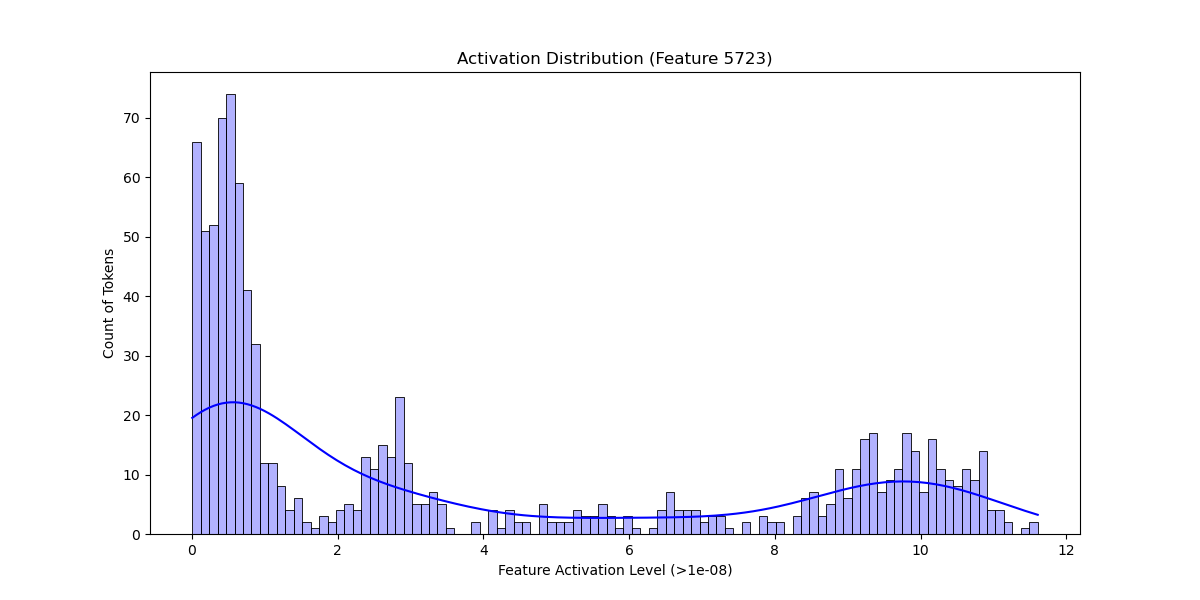 Activation Distribution (Feature 5723)
Count of Tokens
70
60
50
40
30
20
10
0
0 2 4 6 8 10 12
Feature Activation Level (>1e-08)